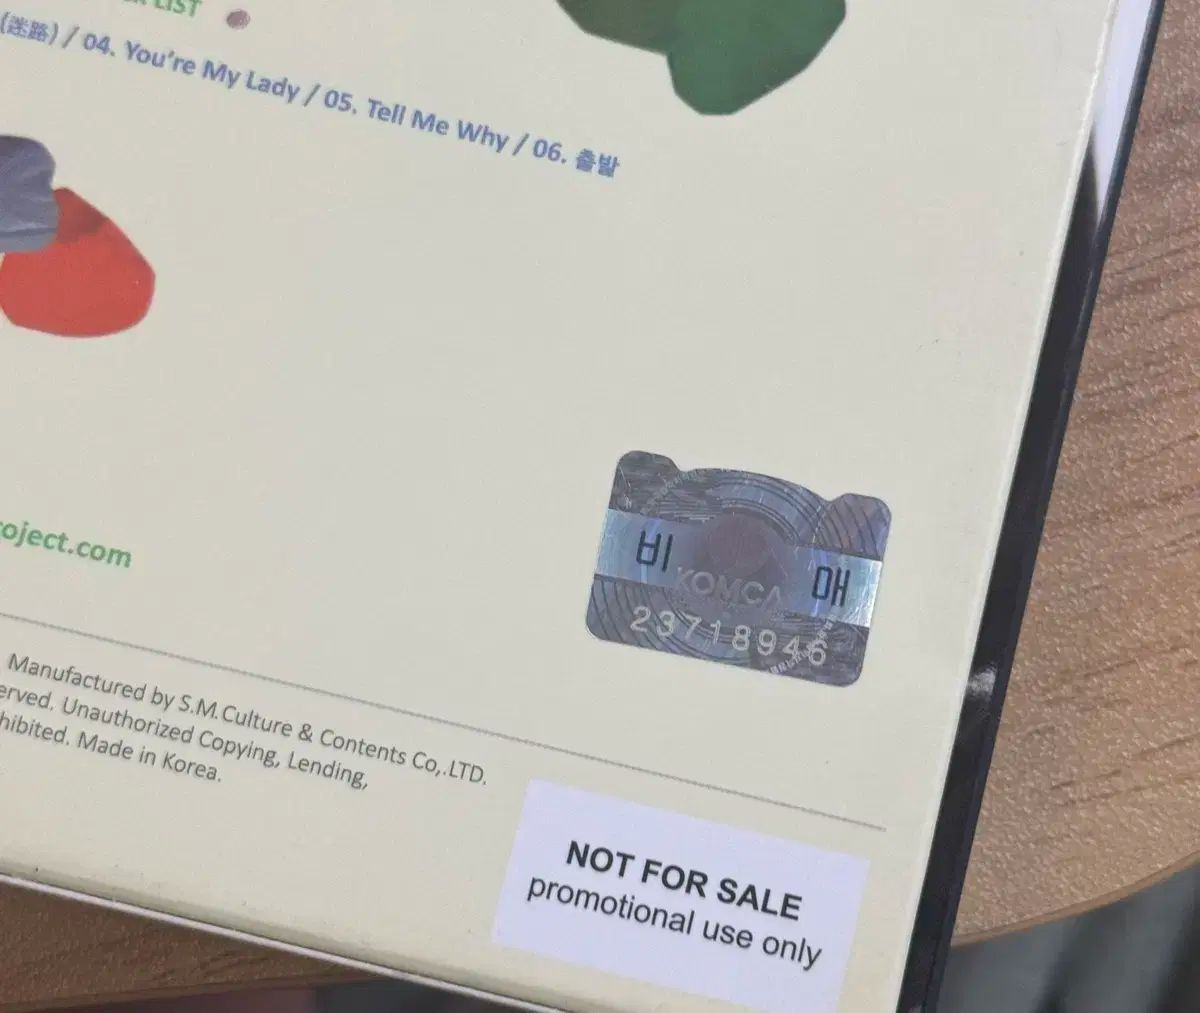 LIST
(迷路) / 04. You're My Lady / 05. Tell Me Why / 06. 출발
oject.com
비 매
KOMCA
23718946
Manufactured by S.M.Culture & Contents Co,.LTD.
erved. Unauthorized Copying, Lending,
hibited. Made in Korea.
NOT FOR SALE
promotional use only